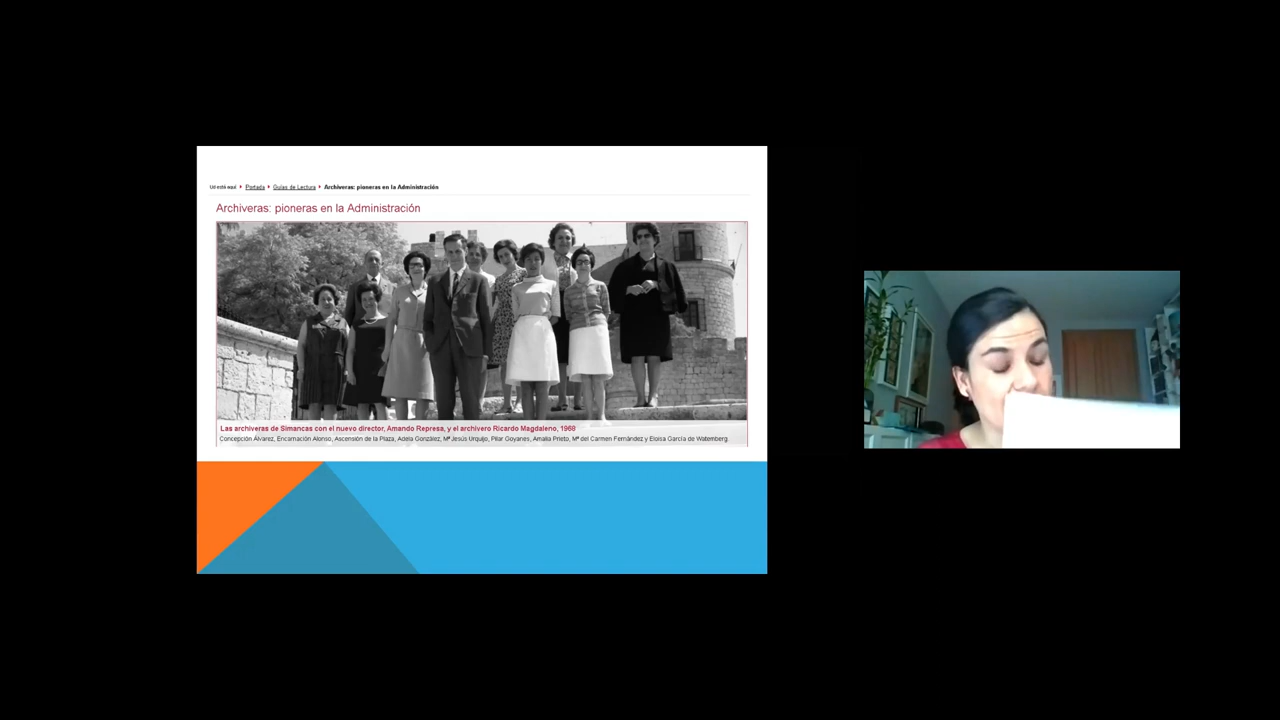 Ud está aquí Portada Guías de Lectura Archiveras: pioneras en la Administración
Archiveras: pioneras en la Administración
Las archiveras de Simancas con el nuevo director, Amando Represa, y el archivero Ricardo Magdaleno, 1968
Concepción Álvarez, Encarnación Alonso, Ascensión de la Plaza, Adela González, Mª Jesús Urquijo, Pilar Goyanes, Amalia Prieto, Mª del Carmen Fernández y Eloisa García de Wattemberg.